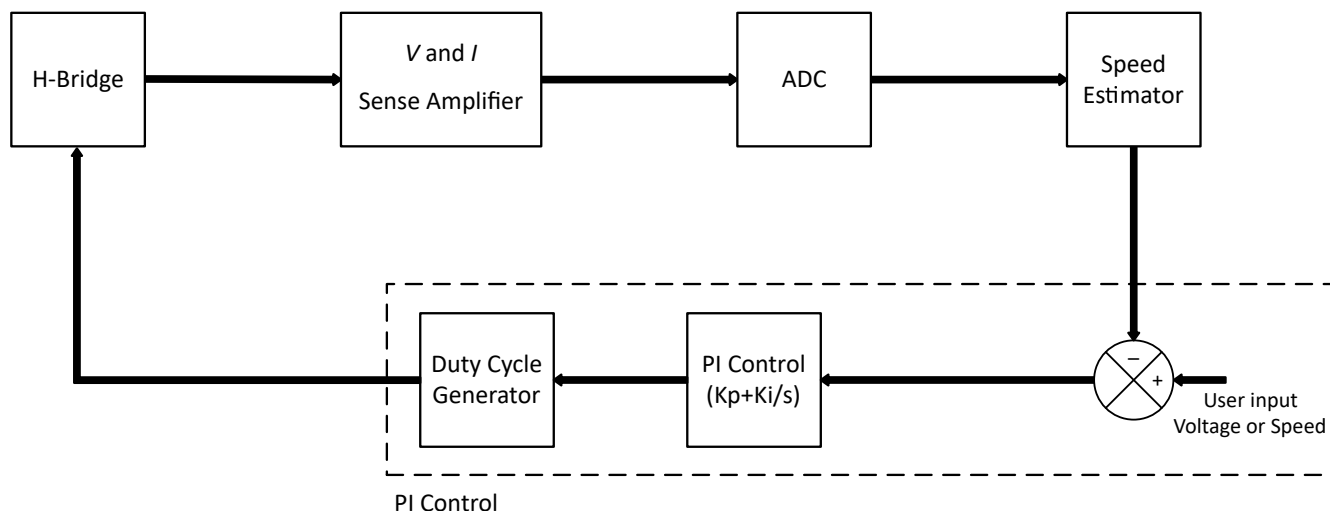 H-Bridge
V and I
Sense Amplifier
ADC
Speed
Estimator
Duty Cycle
Generator
PI Control
(Kp+Ki/s)
−
+
User input
Voltage or Speed
PI Control